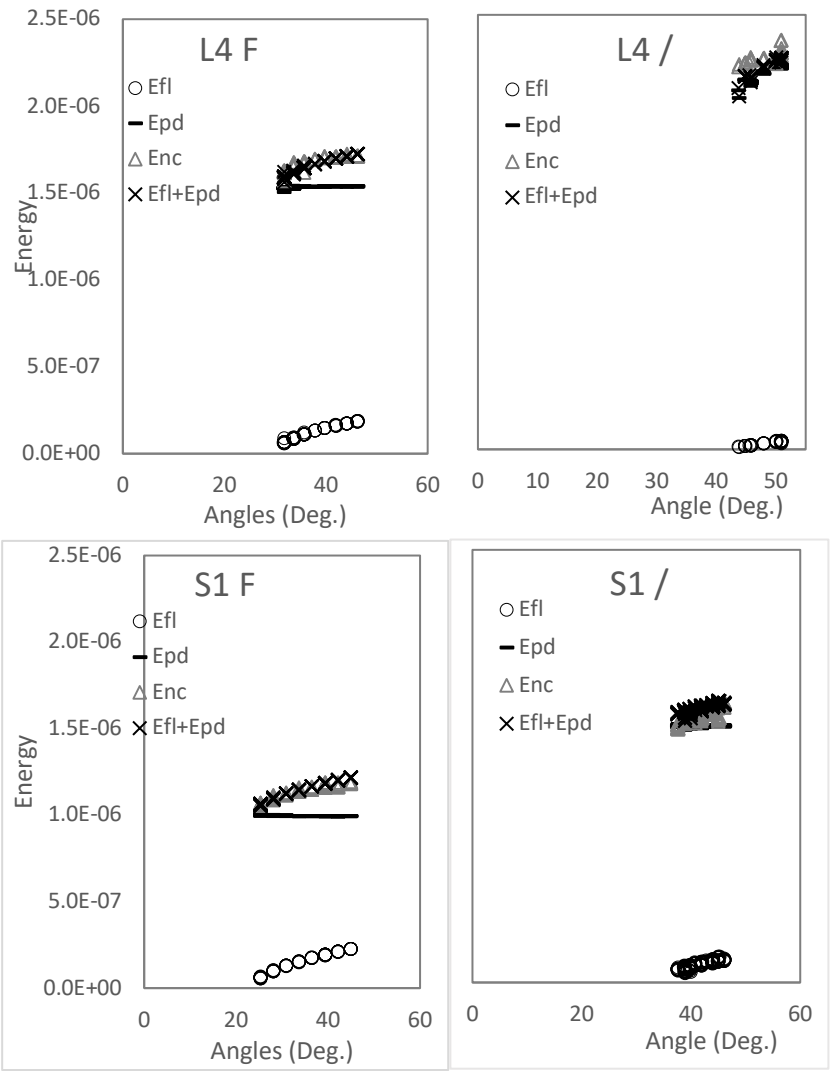 2.5E-06
2.0E-06
1.5E-06
1.0E-06
5.0E-07
0.0E+00
Energy
L4 F
Efl
Epd
Enc
Efl+Epd
0 20 40 60
Angles (Deg.)
L4 /
Efl
Epd
Enc
Efl+Epd
0 10 20 30 40 50
Angle (Deg.)
2.5E-06
2.0E-06
1.5E-06
1.0E-06
5.0E-07
0.0E+00
Energy
S1 F
Efl
Epd
Enc
Efl+Epd
0 20 40 60
Angles (Deg.)
S1 /
Efl
Epd
Enc
Efl+Epd
0 20 40 60
Angle (Deg.)